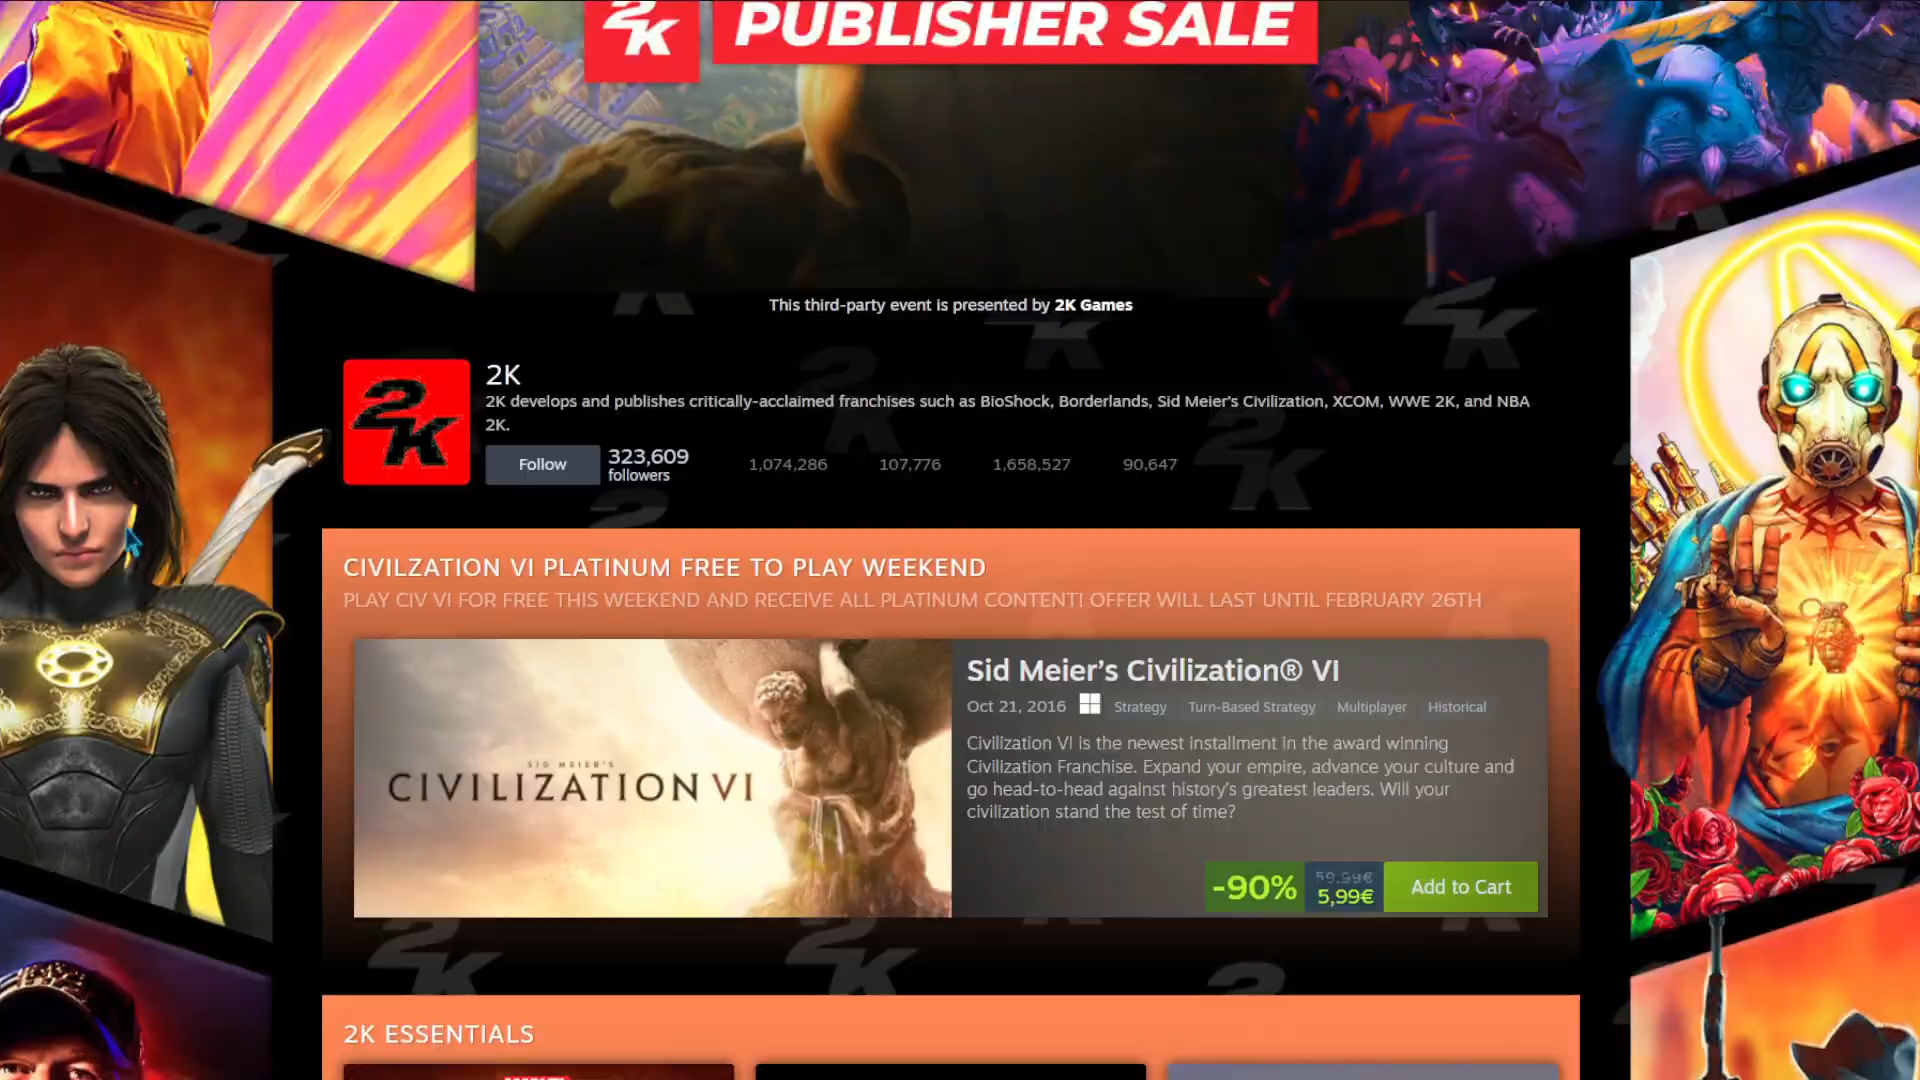 2K PUBLISHER SALE
This third-party event is presented by 2K Games
2K
2K
2K develops and publishes critically-acclaimed franchises such as BioShock, Borderlands, Sid Meier's Civilization, XCOM, WWE 2K, and NBA
2K.
Follow
323,609
followers
1,074,286
107,776
1,658,527
90,647
CIVILZATION VI PLATINUM FREE TO PLAY WEEKEND
PLAY CIV VI FOR FREE THIS WEEKEND AND RECEIVE ALL PLATINUM CONTENT! OFFER WILL LAST UNTIL FEBRUARY 26TH
SID MEIER'S
CIVILIZATION VI
Sid Meier's Civilization® VI
Oct 21, 2016 Strategy Turn-Based Strategy Multiplayer Historical
Civilization VI is the newest installment in the award winning
Civilization Franchise. Expand your empire, advance your culture and
go head-to-head against history's greatest leaders. Will your
civilization stand the test of time?
-90%
59,99€
5,99€
Add to Cart
2K ESSENTIALS